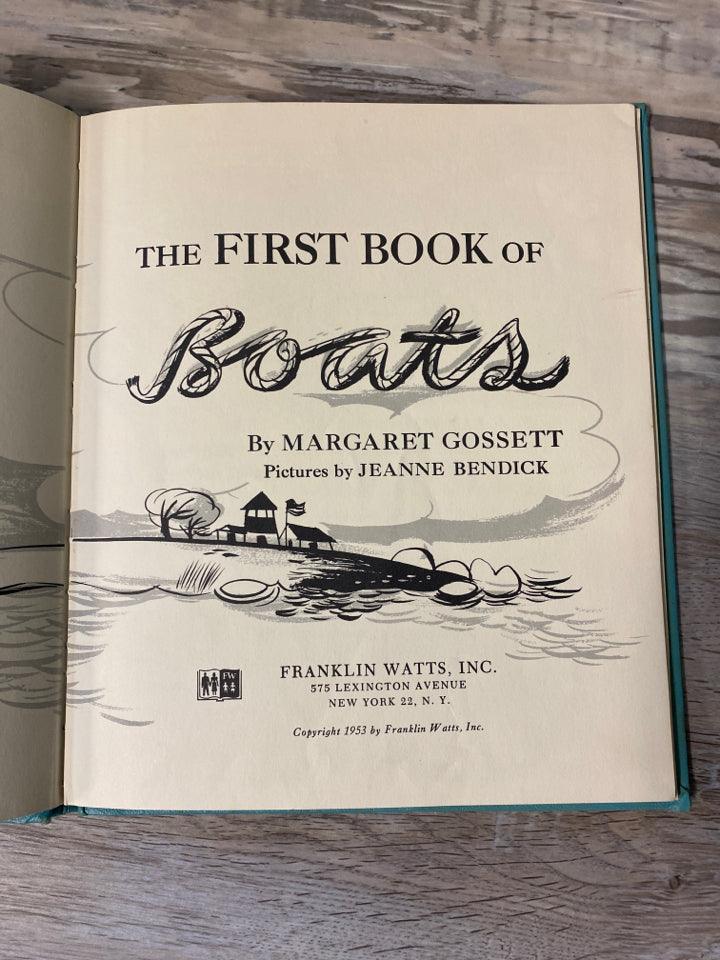 THE FIRST BOOK OF
Boats
By MARGARET GOSSETT
Pictures by JEANNE BENDICK
FW
FRANKLIN WATTS, INC.
575 LEXINGTON AVENUE
NEW YORK 22, N. Y.
Copyright 1953 by Franklin Watts, Inc.